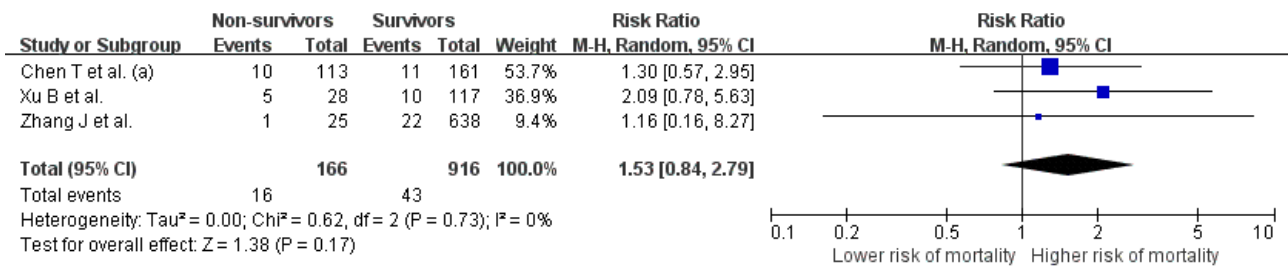 Non-survivors Survivors Risk Ratio Risk Ratio
Study or Subgroup Events Total Events Total Weight M-H, Random, 95% CI M-H, Random, 95% CI
Chen T et al. (a) 10 113 11 161 53.7% 1.30 [0.57, 2.95]
Xu B et al. 5 28 10 117 36.9% 2.09 [0.78, 5.63]
Zhang J et al. 1 25 22 638 9.4% 1.16 [0.16, 8.27]
Total (95% CI) 166 916 100.0% 1.53 [0.84, 2.79]
Total events 16 43
Heterogeneity: Tau² = 0.00; Chi² = 0.62, df = 2 (P = 0.73); I² = 0%
Test for overall effect: Z = 1.38 (P = 0.17)
0.1 0.2 0.5 1 2 5 10
Lower risk of mortality Higher risk of mortality